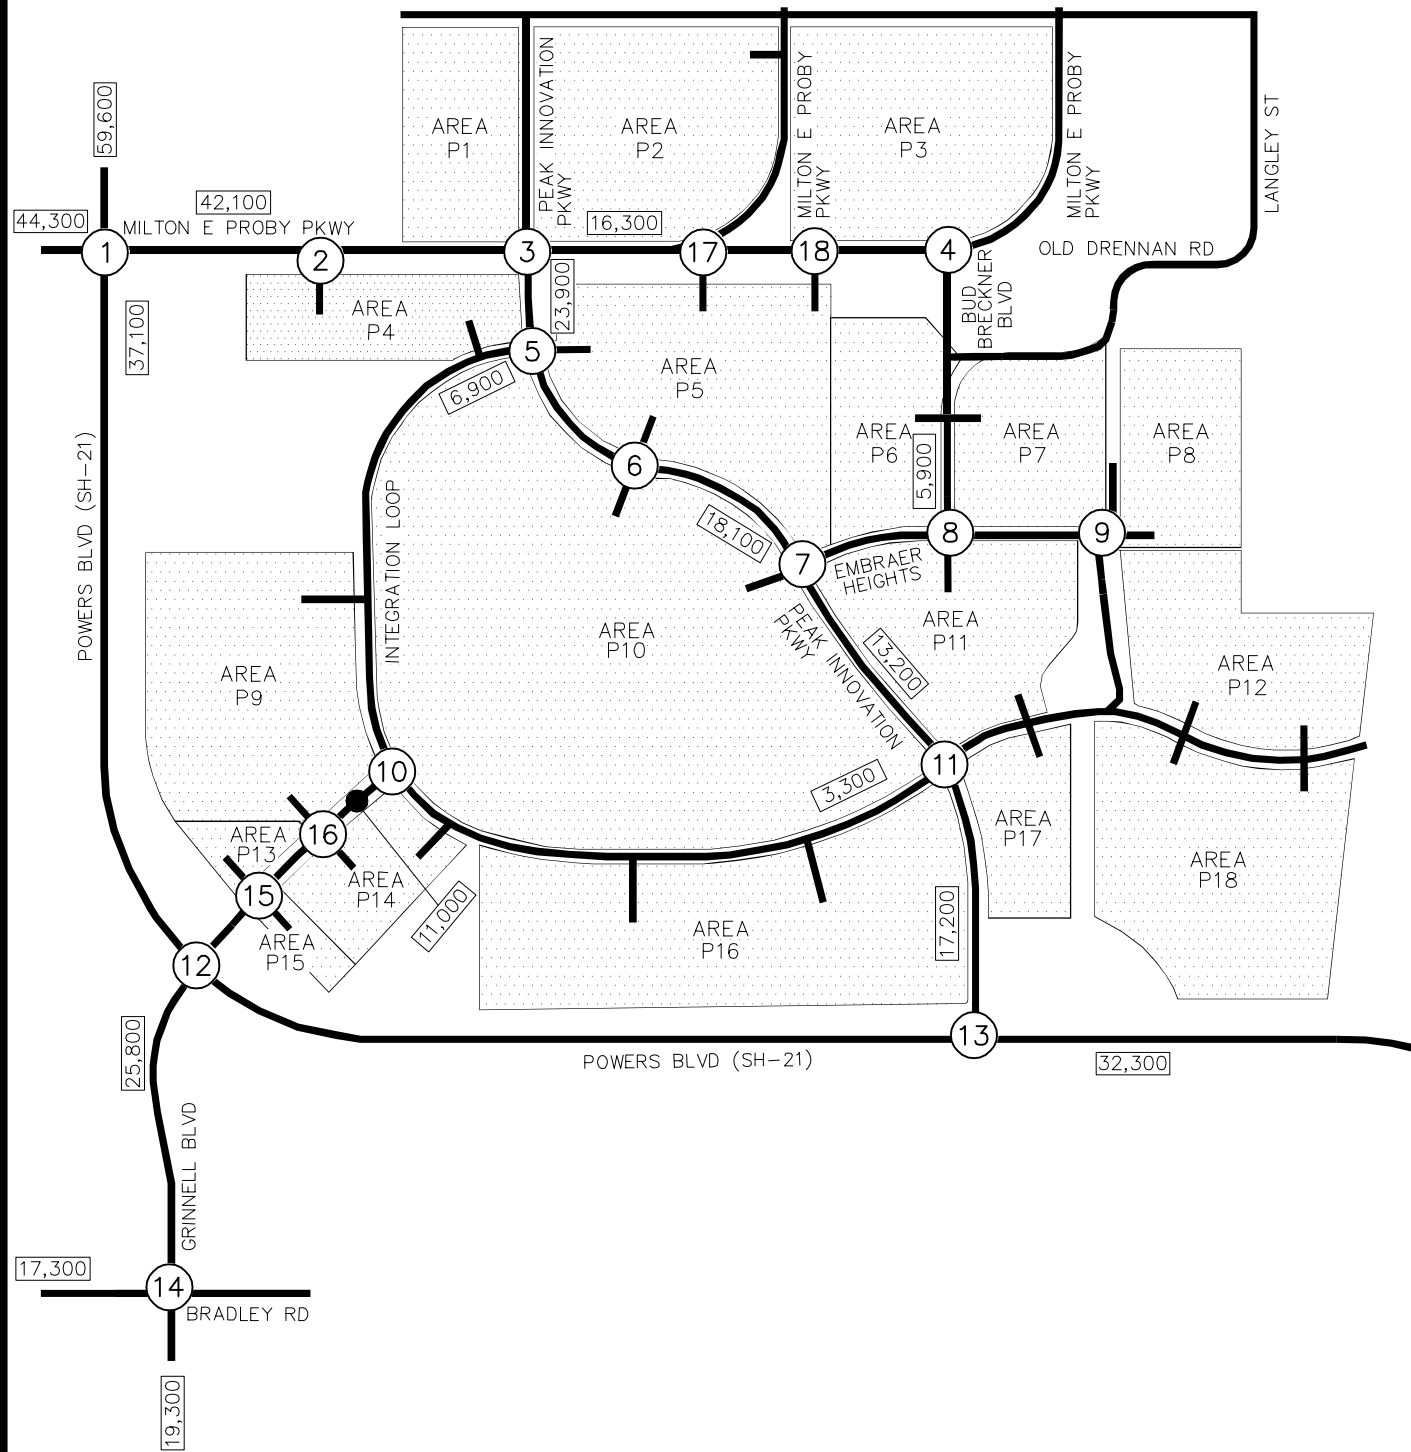 59,600
44,300
42,100
MILTON E PROBY PKWY
16,300
AREA
P1
PEAK INNOVATION
PKWY
AREA
P2
MILTON E PROBY
PKWY
AREA
P3
MILTON E PROBY
PKWY
LANGLEY ST
OLD DRENNAN RD
1
2
3
17
18
4
37,100
AREA
P4
23,900
BUD
BRECKNER
BLVD
5
6,900
AREA
P5
POWERS BLVD (SH-21)
INTEGRATION LOOP
6
AREA
P6
5,900
AREA
P7
AREA
P8
18,100
7
8
9
EMBRAER
HEIGHTS
PEAK INNOVATION
PKWY
13,200
AREA
P9
AREA
P10
AREA
P11
AREA
P12
10
11
3,300
16
AREA
P13
AREA
P14
15
AREA
P15
11,000
AREA
P16
17,200
AREA
P17
AREA
P18
12
13
25,800
POWERS BLVD (SH-21)
32,300
GRINNELL BLVD
17,300
14
BRADLEY RD
19,300